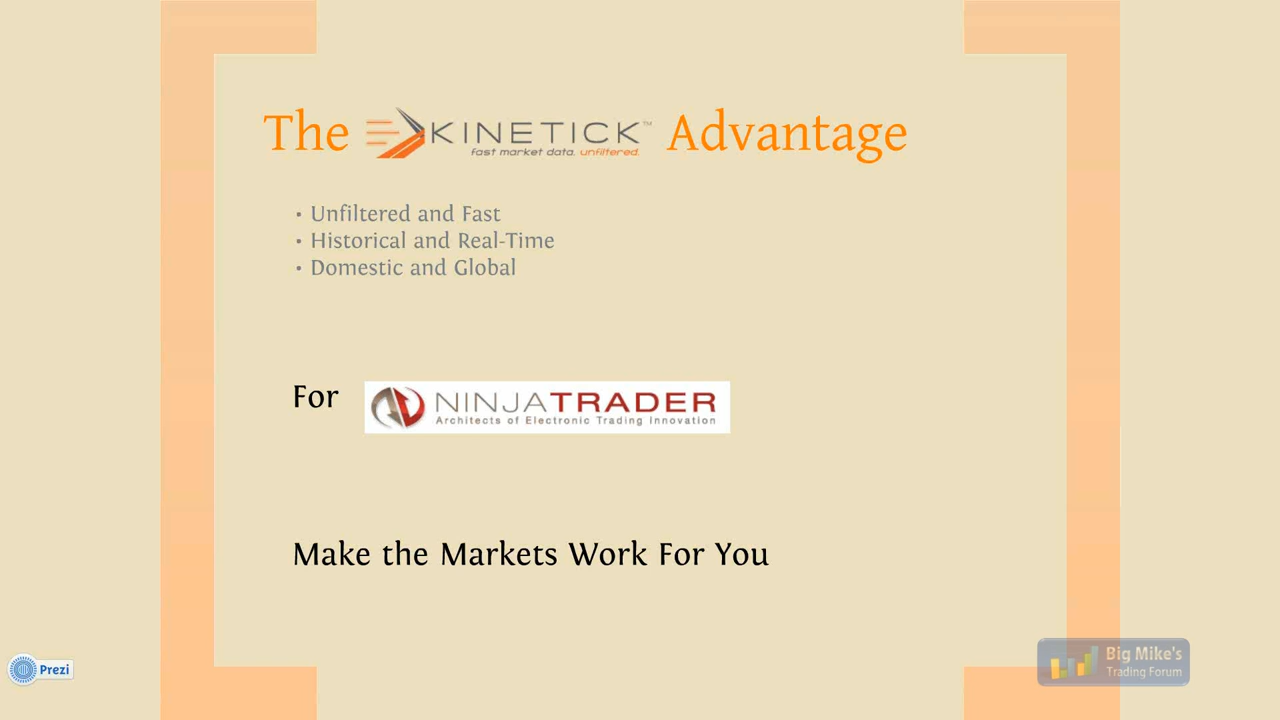 The KINETICK™ Advantage
fast market data. unfiltered.
• Unfiltered and Fast
• Historical and Real-Time
• Domestic and Global
For NINJATRADER
Architects of Electronic Trading Innovation
Make the Markets Work For You
Prezi
Big Mike's
Trading Forum